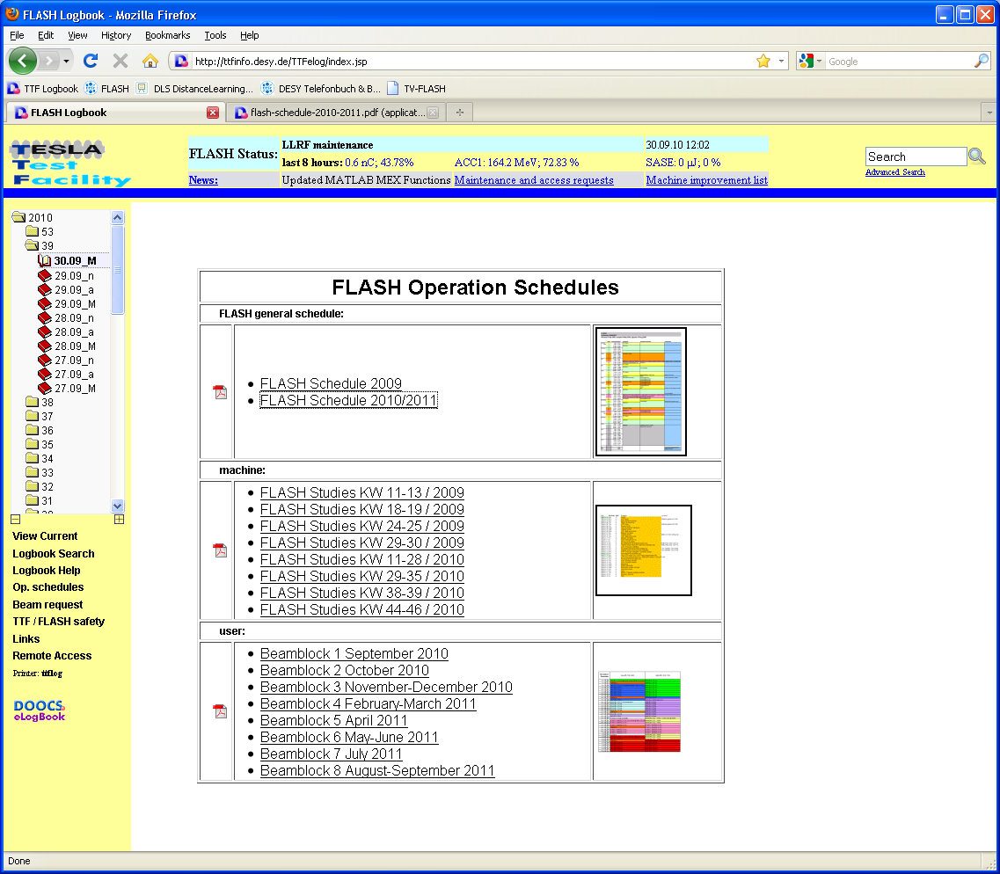 FLASH Logbook - Mozilla Firefox
File Edit View History Bookmarks Tools Help
http://ttfinfo.desy.de/TTFelog/index.jsp
Google
TTF Logbook FLASH DLS DistanceLearning... DESY Telefonbuch & B... TV-FLASH
FLASH Logbook flash-schedule-2010-2011.pdf (applicat...
TESLA
Test
Facility
FLASH Status:
LLRF maintenance 30.09.10 12:02
last 8 hours: 0.6 nC; 43.78% ACC1: 164.2 MeV; 72.83 % SASE: 0 µJ; 0 %
News: Updated MATLAB MEX Functions Maintenance and access requests Machine improvement list
Search
Advanced Search
2010
53
39
30.09_M
29.09_n
29.09_a
29.09_M
28.09_n
28.09_a
28.09_M
27.09_n
27.09_a
27.09_M
38
37
36
35
34
33
32
31
View Current
Logbook Search
Logbook Help
Op. schedules
Beam request
TTF / FLASH safety
Links
Remote Access
Printer: ttflog
DOOCS
eLogBook
FLASH Operation Schedules
FLASH general schedule:
FLASH Schedule 2009
FLASH Schedule 2010/2011
machine:
FLASH Studies KW 11-13 / 2009
FLASH Studies KW 18-19 / 2009
FLASH Studies KW 24-25 / 2009
FLASH Studies KW 29-30 / 2009
FLASH Studies KW 11-28 / 2010
FLASH Studies KW 29-35 / 2010
FLASH Studies KW 38-39 / 2010
FLASH Studies KW 44-46 / 2010
user:
Beamblock 1 September 2010
Beamblock 2 October 2010
Beamblock 3 November-December 2010
Beamblock 4 February-March 2011
Beamblock 5 April 2011
Beamblock 6 May-June 2011
Beamblock 7 July 2011
Beamblock 8 August-September 2011
Done